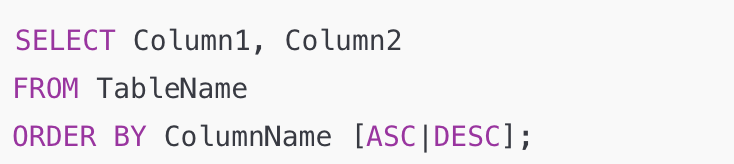 SELECT Column1, Column2
FROM TableName
ORDER BY ColumnName [ASC|DESC];